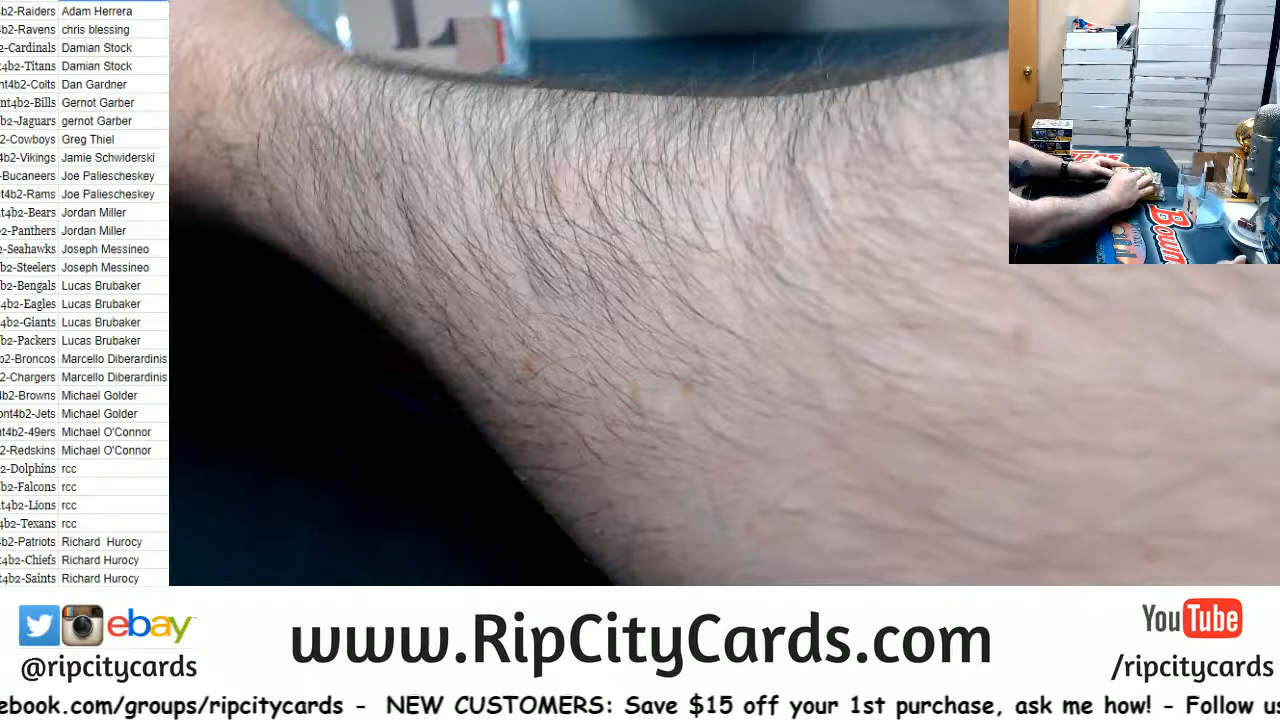 4b2-Raiders Adam Herrera
b2-Ravens chris blessing
2-Cardinals Damian Stock
t4b2-Titans Damian Stock
nt4b2-Colts Dan Gardner
nt4b2-Bills Gernot Garber
b2-Jaguars gernot Garber
2-Cowboys Greg Thiel
4b2-Vikings Jamie Schwiderski
-Bucaneers Joe Paliescheskey
nt4b2-Rams Joe Paliescheskey
nt4b2-Bears Jordan Miller
b2-Panthers Jordan Miller
2-Seahawks Joseph Messineo
b2-Steelers Joseph Messineo
b2-Bengals Lucas Brubaker
4b2-Eagles Lucas Brubaker
t4b2-Giants Lucas Brubaker
b2-Packers Lucas Brubaker
b2-Broncos Marcello Diberardinis
2-Chargers Marcello Diberardinis
4b2-Browns Michael Golder
ont4b2-Jets Michael Golder
nt4b2-49ers Michael O'Connor
2-Redskins Michael O'Connor
2-Dolphins rcc
b2-Falcons rcc
t4b2-Lions rcc
4b2-Texans rcc
4b2-Patriots Richard Hurocy
t4b2-Chiefs Richard Hurocy
t4b2-Saints Richard Hurocy
Bown
ebay
@ripcitycards
www.RipCityCards.com
YouTube
/ripcitycards
ebook.com/groups/ripcitycards - NEW CUSTOMERS: Save $15 off your 1st purchase, ask me how! - Follow us